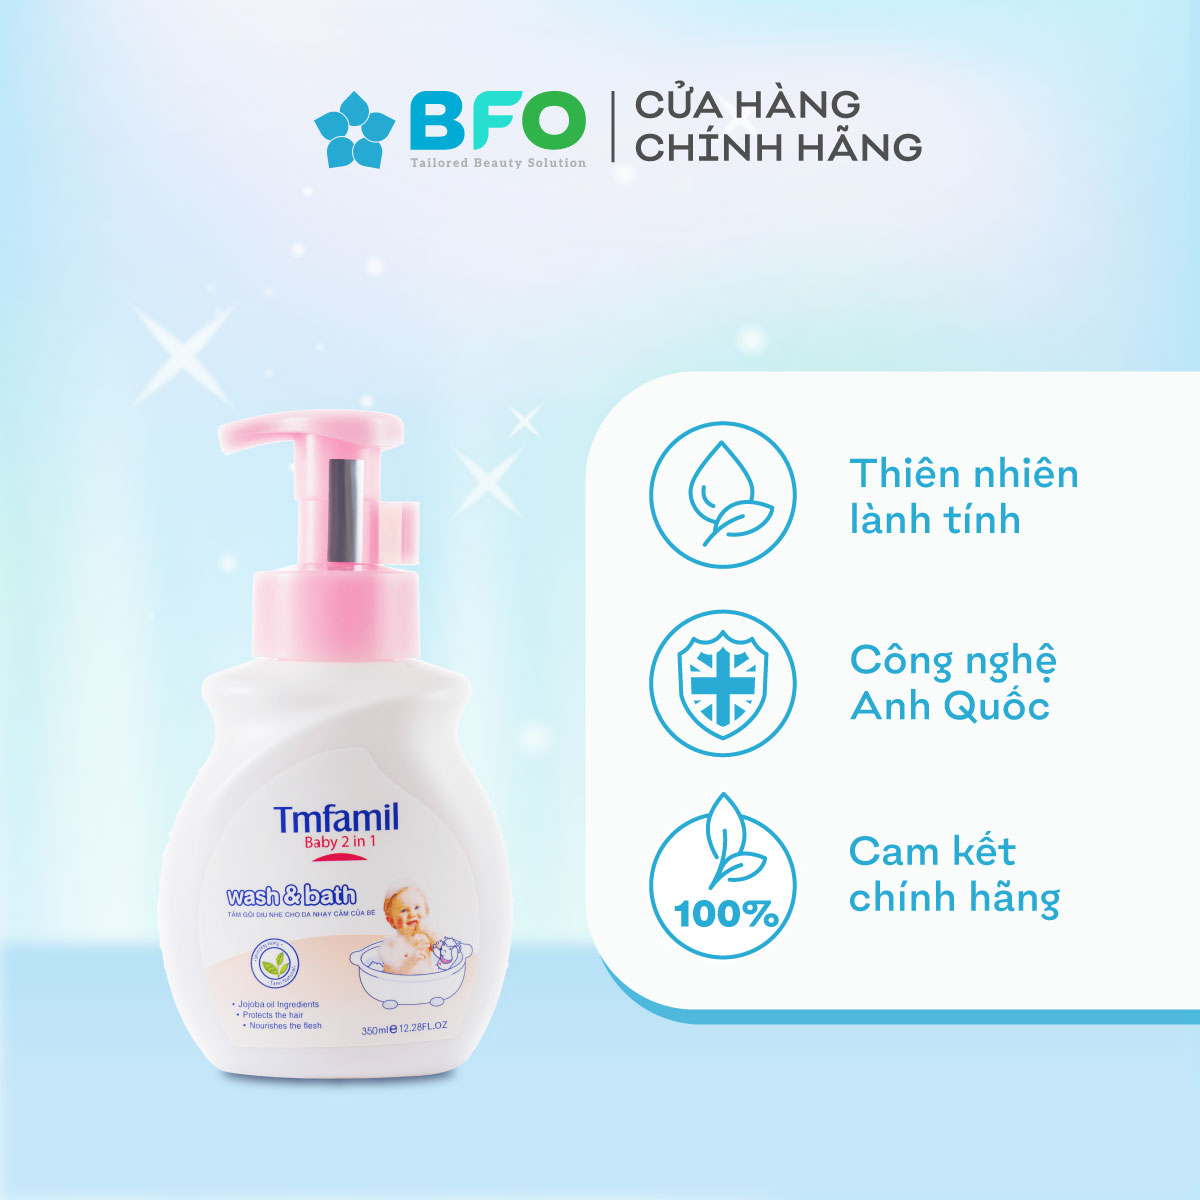 BFO
Tailored Beauty Solution
CỬA HÀNG
CHÍNH HÃNG
Thiên nhiên
lành tính
Công nghệ
Anh Quốc
100%
Cam kết
chính hãng
Tmfamil
Baby 2 in 1
wash & bath
TẮM GỘI DỊU NHẸ CHO DA NHẠY CẢM CỦA BÉ
• Jojoba oil Ingredients
• Protects the hair
• Nourishes the flesh
350ml e 12.28FL.OZ